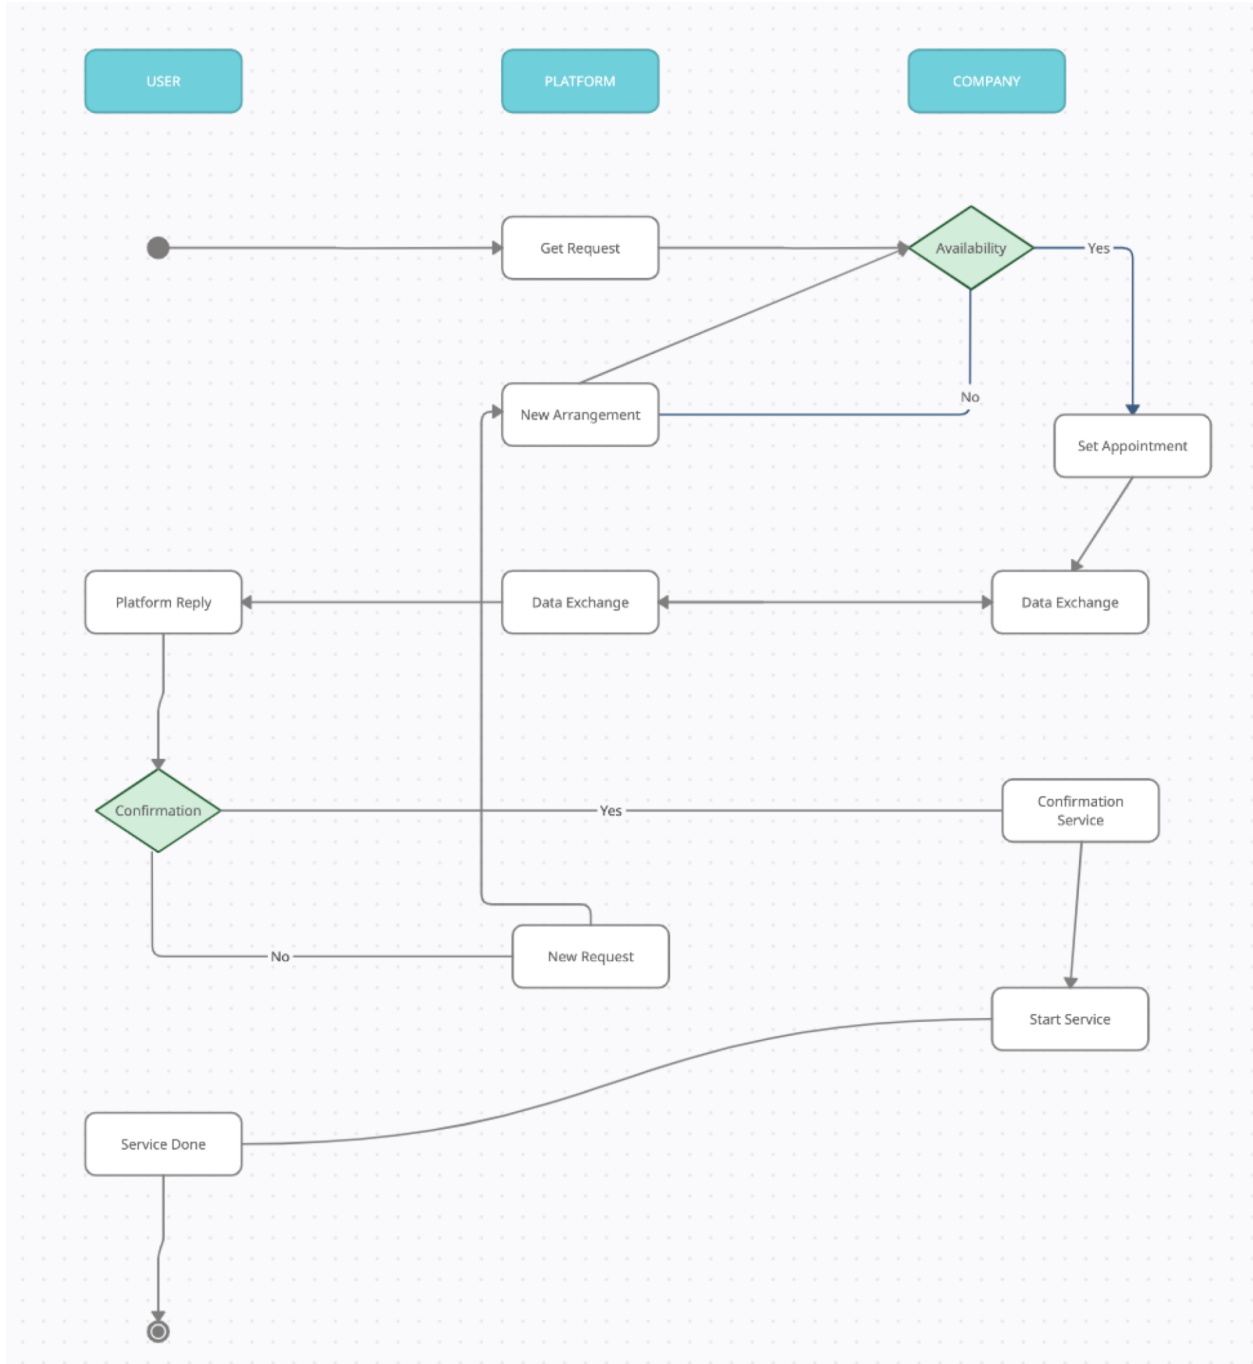 USER
PLATFORM
COMPANY
Get Request
Availability
Yes
New Arrangement
No
Set Appointment
Platform Reply
Data Exchange
Data Exchange
Confirmation
Yes
Confirmation
Service
No
New Request
Start Service
Service Done